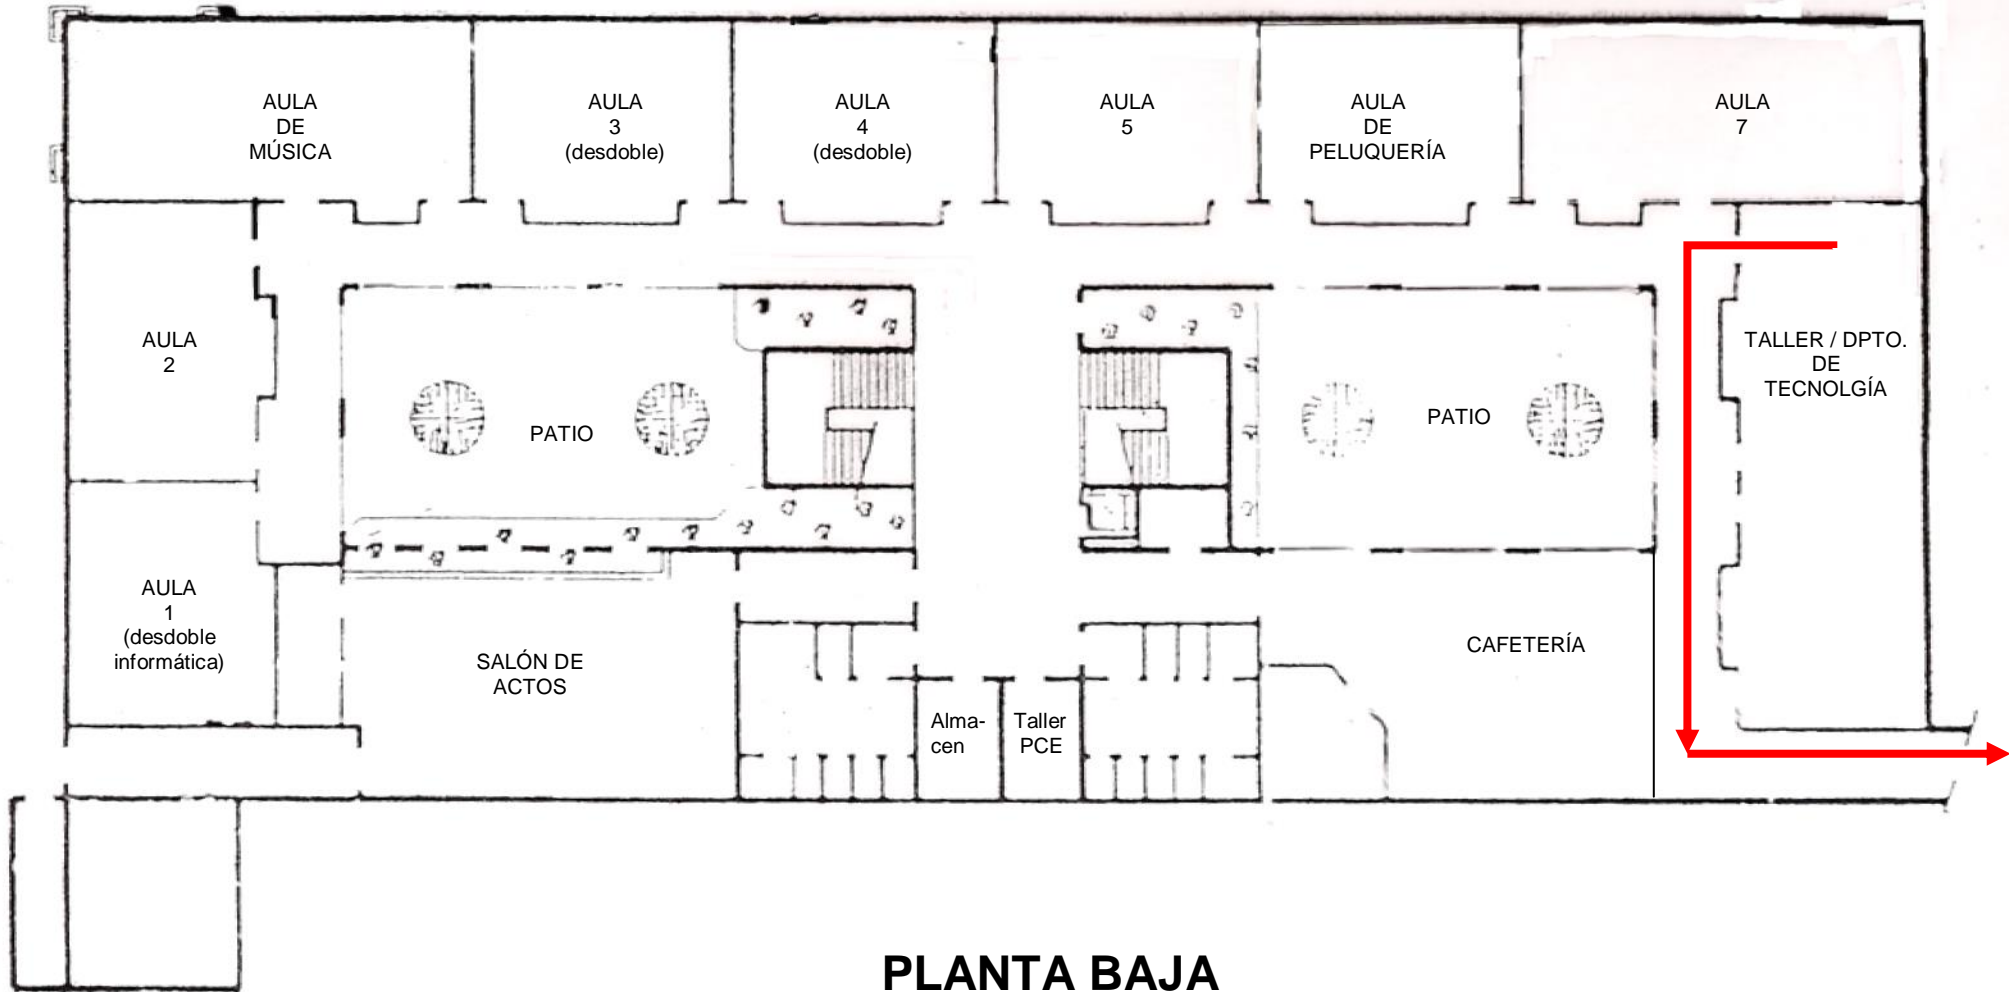 AULA
DE
MÚSICA
AULA
3
(desdoble)
AULA
4
(desdoble)
AULA
5
AULA
DE
PELUQUERÍA
AULA
7
AULA
2
PATIO
PATIO
TALLER / DPTO.
DE
TECNOLGÍA
AULA
1
(desdoble
informática)
SALÓN DE
ACTOS
CAFETERÍA
Alma-
cen
Taller
PCE
PLANTA BAJA